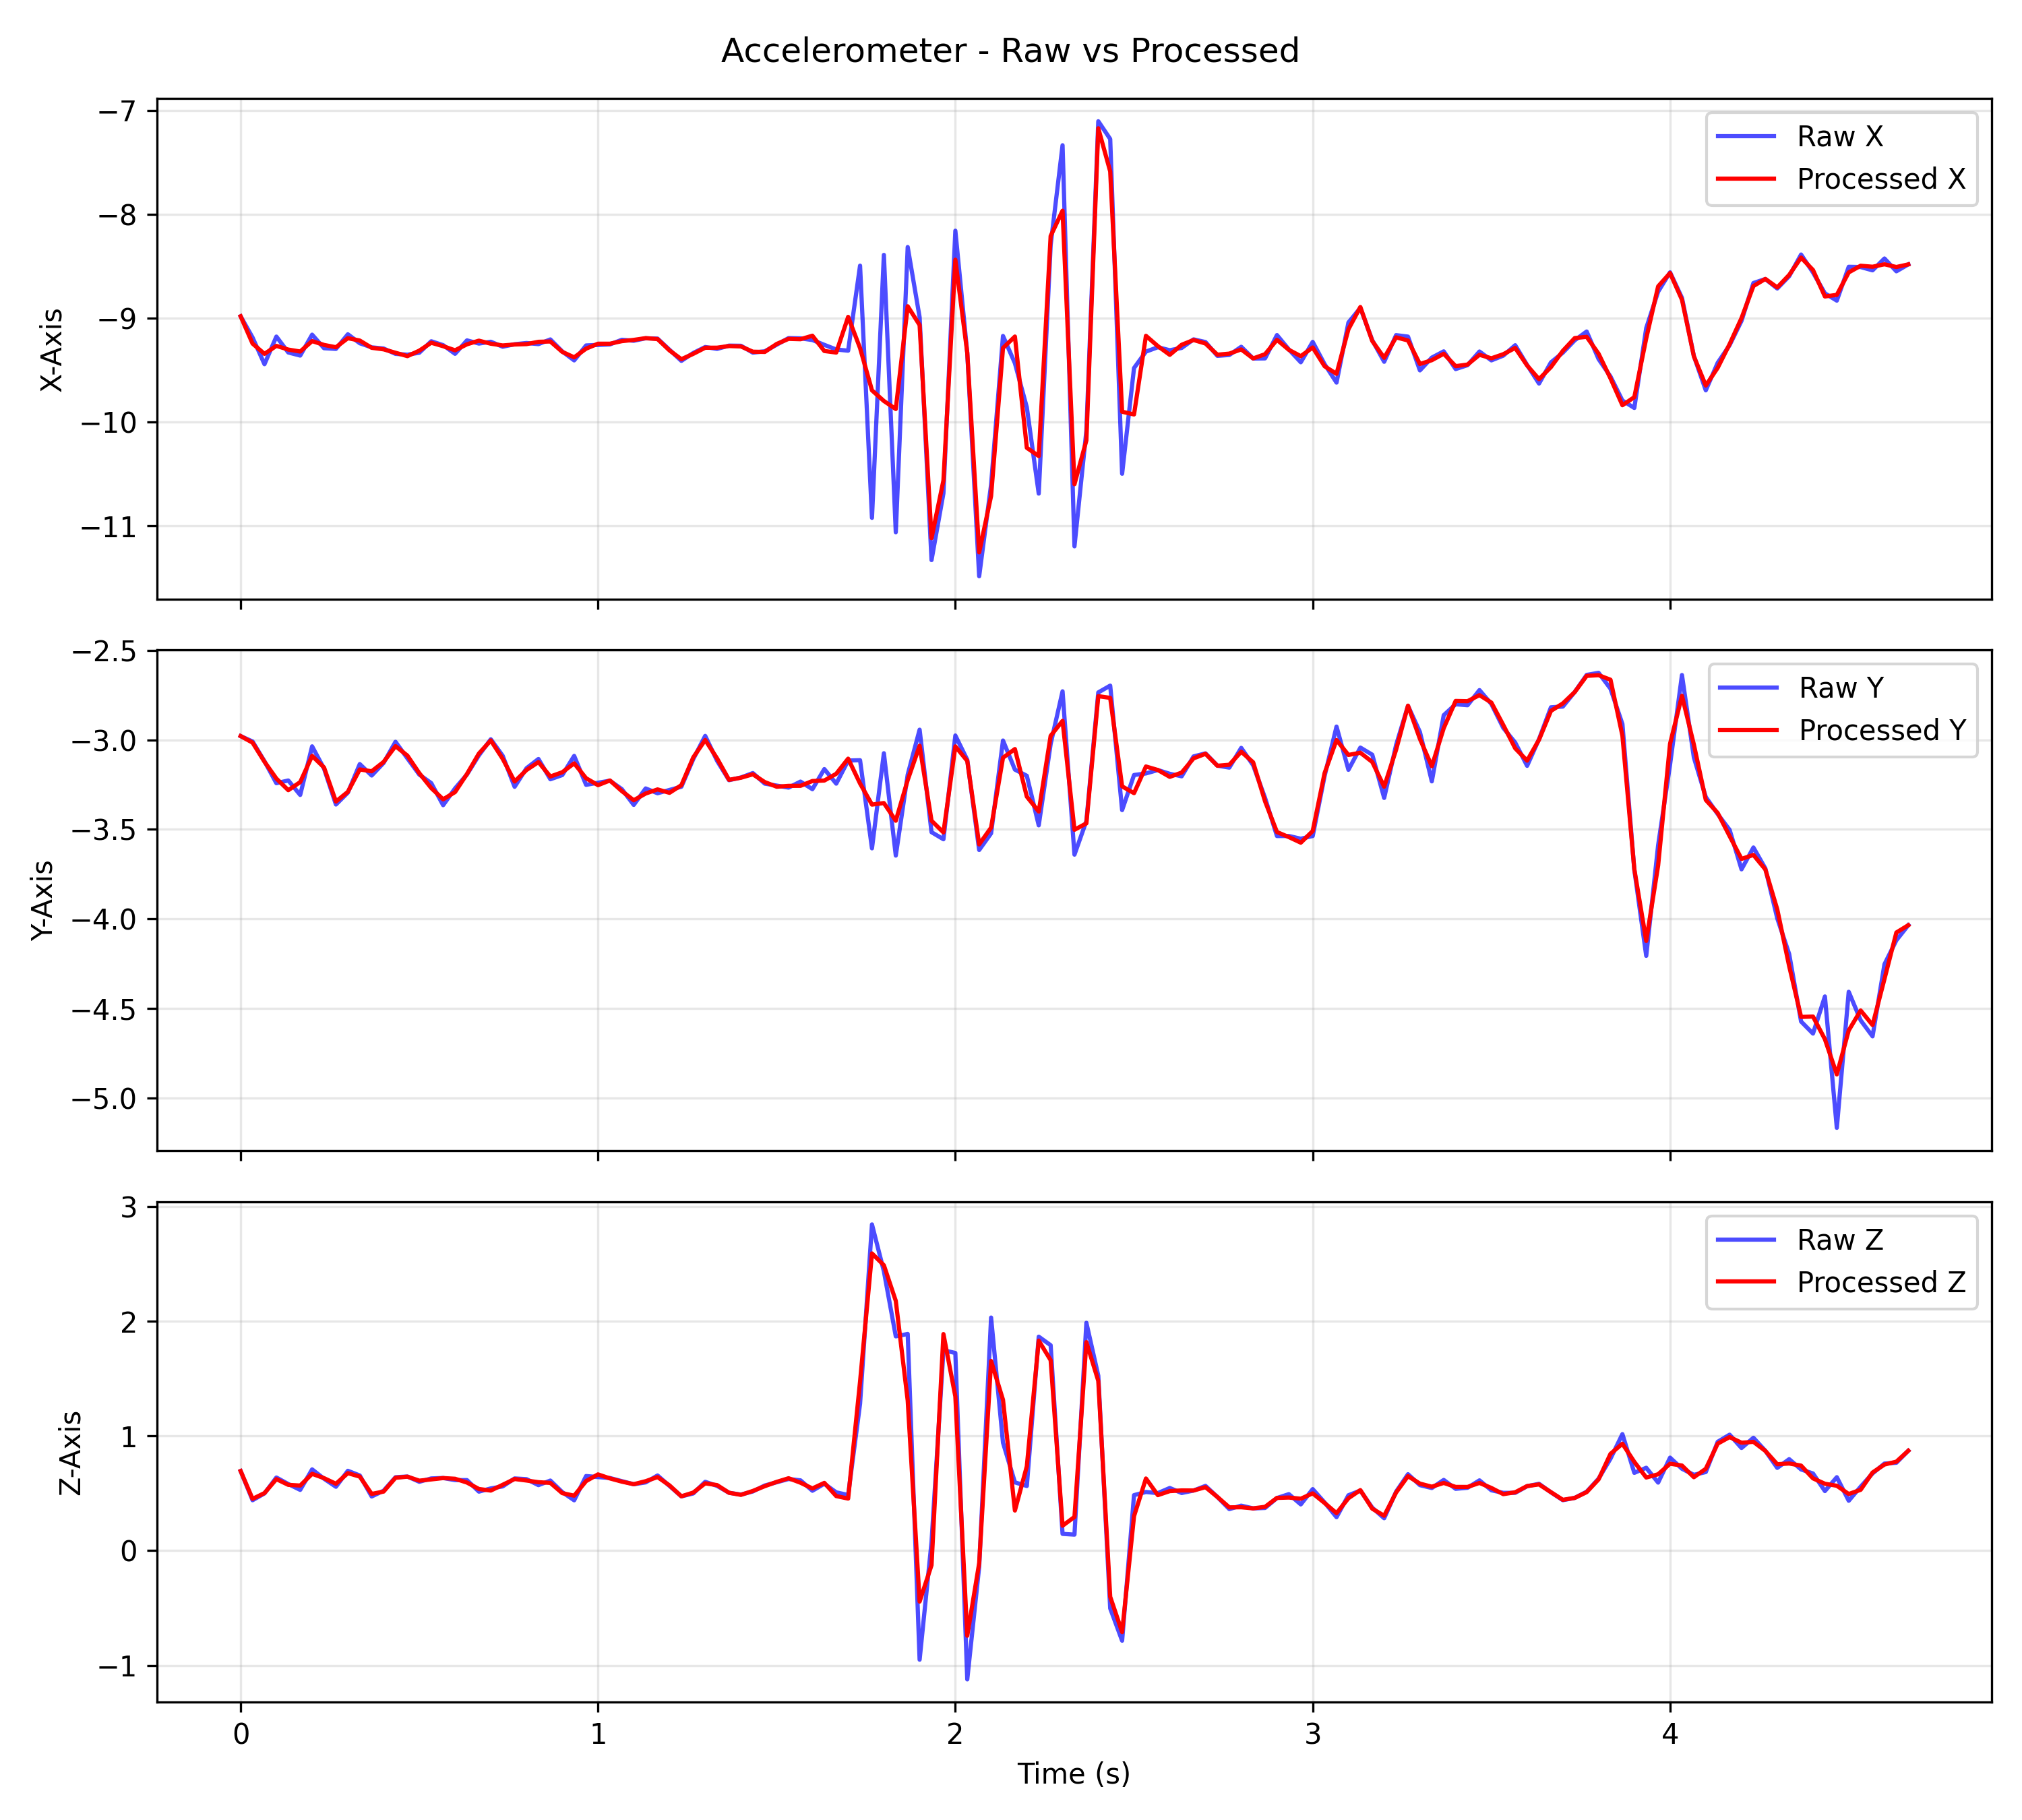 Accelerometer - Raw vs Processed
−7
−8
−9
−10
−11
X-Axis
Raw X
Processed X
−2.5
−3.0
−3.5
−4.0
−4.5
−5.0
Y-Axis
Raw Y
Processed Y
3
2
1
0
−1
Z-Axis
Raw Z
Processed Z
0 1 2 3 4
Time (s)